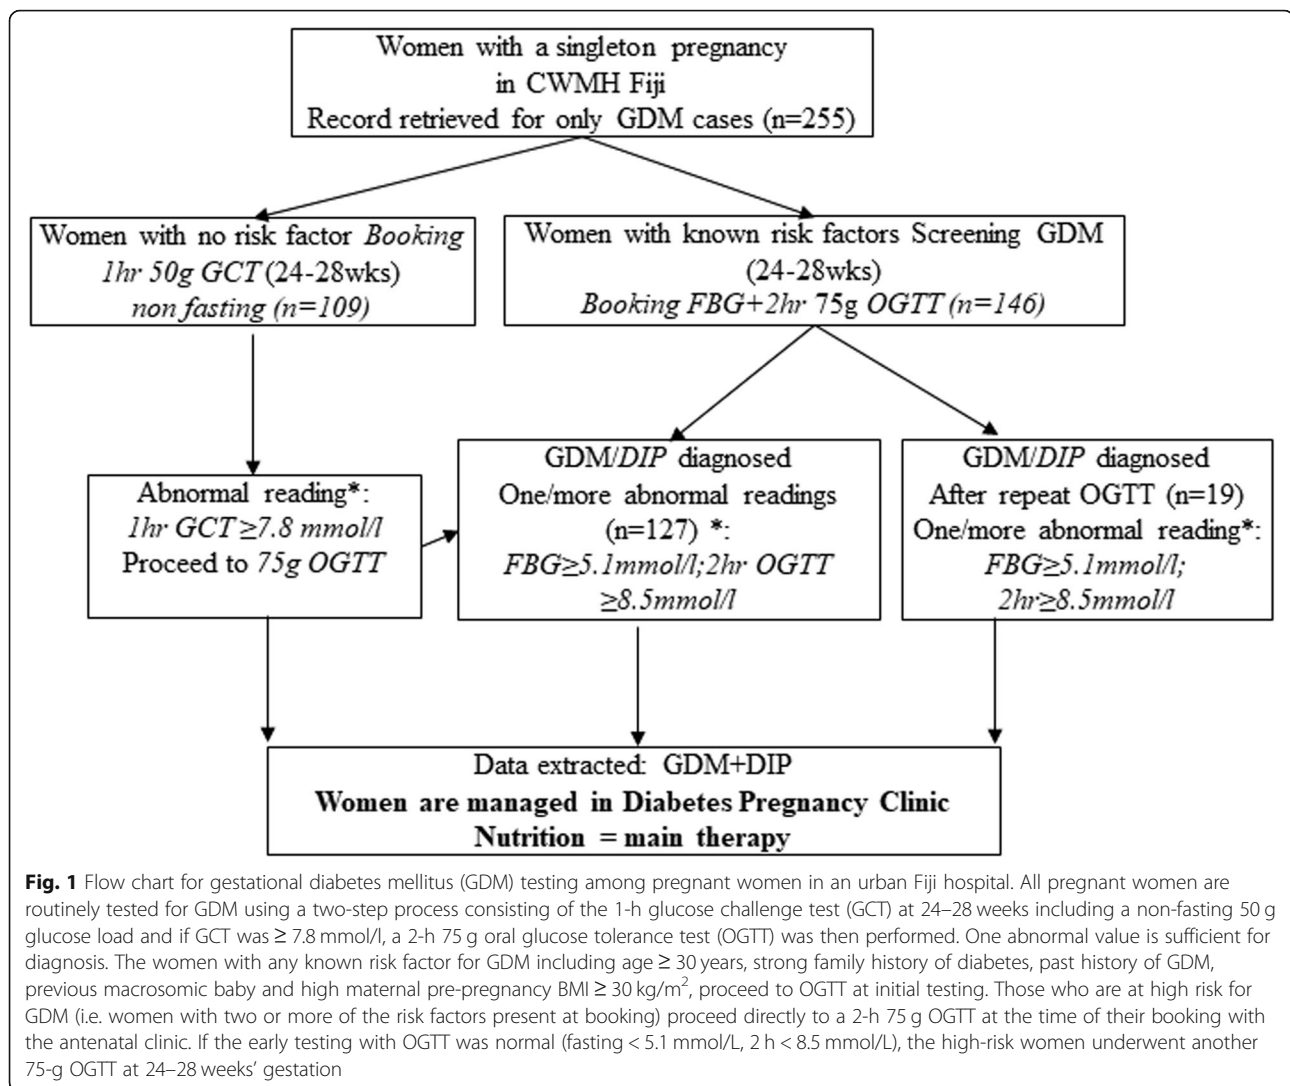 Women with a singleton pregnancy
in CWMH Fiji
Record retrieved for only GDM cases (n=255)
Women with no risk factor Booking
1hr 50g GCT (24-28wks)
non fasting (n=109)
Women with known risk factors Screening GDM
(24-28wks)
Booking FBG+2hr 75g OGTT (n=146)
Abnormal reading*:
1hr GCT ≥7.8 mmol/l
Proceed to 75g OGTT
GDM/DIP diagnosed
One/more abnormal readings
(n=127) *:
FBG≥5.1mmol/l;2hr OGTT
≥8.5mmol/l
GDM/DIP diagnosed
After repeat OGTT (n=19)
One/more abnormal reading*:
FBG≥5.1mmol/l;
2hr≥8.5mmol/l
Data extracted: GDM+DIP
Women are managed in Diabetes Pregnancy Clinic
Nutrition = main therapy
Fig. 1 Flow chart for gestational diabetes mellitus (GDM) testing among pregnant women in an urban Fiji hospital. All pregnant women are
routinely tested for GDM using a two-step process consisting of the 1-h glucose challenge test (GCT) at 24–28 weeks including a non-fasting 50 g
glucose load and if GCT was ≥ 7.8 mmol/l, a 2-h 75 g oral glucose tolerance test (OGTT) was then performed. One abnormal value is sufficient for
diagnosis. The women with any known risk factor for GDM including age ≥ 30 years, strong family history of diabetes, past history of GDM,
previous macrosomic baby and high maternal pre-pregnancy BMI ≥ 30 kg/m², proceed to OGTT at initial testing. Those who are at high risk for
GDM (i.e. women with two or more of the risk factors present at booking) proceed directly to a 2-h 75 g OGTT at the time of their booking with
the antenatal clinic. If the early testing with OGTT was normal (fasting < 5.1 mmol/L, 2 h < 8.5 mmol/L), the high-risk women underwent another
75-g OGTT at 24–28 weeks' gestation